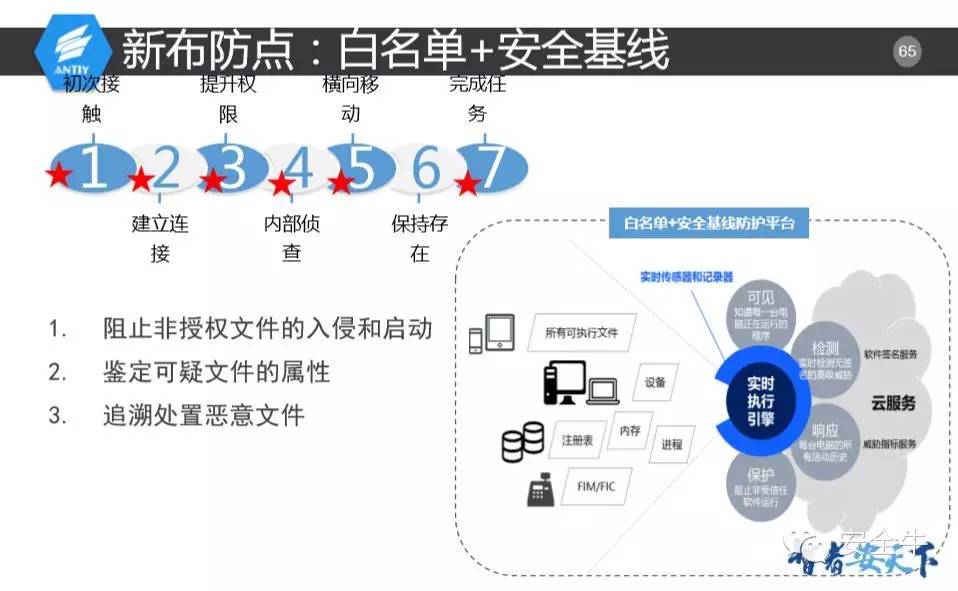 ANTIY
新布防点：白名单+安全基线
65
初次接
触
提升权
限
横向移
动
完成任
务
1 2 3 4 5 6 7
建立连
接
内部侦
查
保持存
在
1. 阻止非授权文件的入侵和启动
2. 鉴定可疑文件的属性
3. 追溯处置恶意文件
白名单+安全基线防护平台
实时传感器和记录器
所有可执行文件
设备
注册表
内存
进程
FIM/FIC
实时
执行
引擎
可见
知道每一台电
脑正在运行的
程序
检测
实时检测无签
名的高级威胁
响应
每台电脑的所
有活动历史
保护
阻止非受信任
软件运行
软件签名服务
云服务
威胁指标服务
安全牛
智者安天下